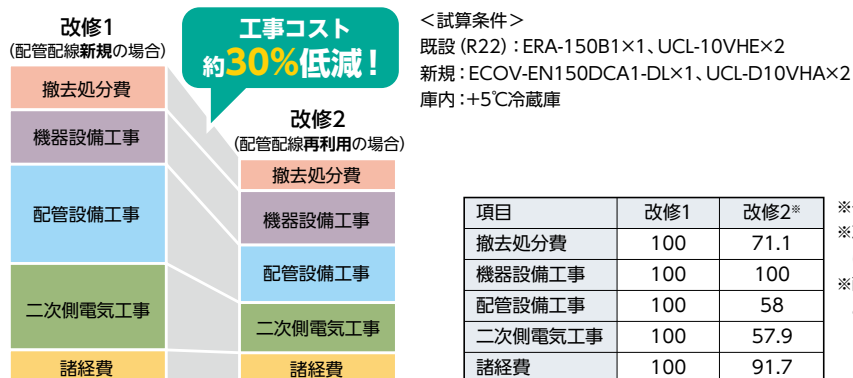 改修1
(配管配線新規の場合)
撤去処分費
機器設備工事
配管設備工事
二次側電気工事
諸経費
工事コスト
約30%低減！
改修2
(配管配線再利用の場合)
撤去処分費
機器設備工事
配管設備工事
二次側電気工事
諸経費
＜試算条件＞
既設(R22)：ERA-150B1×1、UCL-10VHE×2
新規：ECOV-EN150DCA1-DL×1、UCL-D10VHA×2
庫内：+5℃冷蔵庫
項目 改修1 改修2※
撤去処分費 100 71.1
機器設備工事 100 100
配管設備工事 100 58
二次側電気工事 100 57.9
諸経費 100 91.7
※
※
※